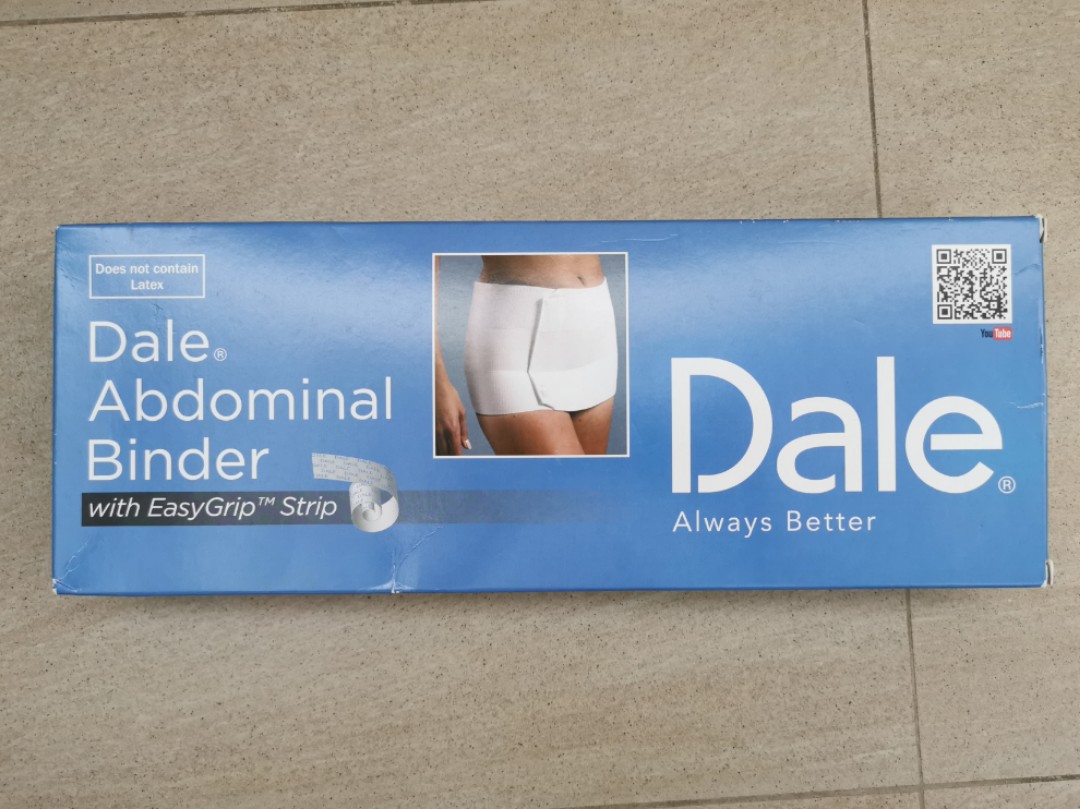 Does not contain
Latex
Dale®
Abdominal
Binder
with EasyGrip™ Strip
Dale®
Always Better
YouTube